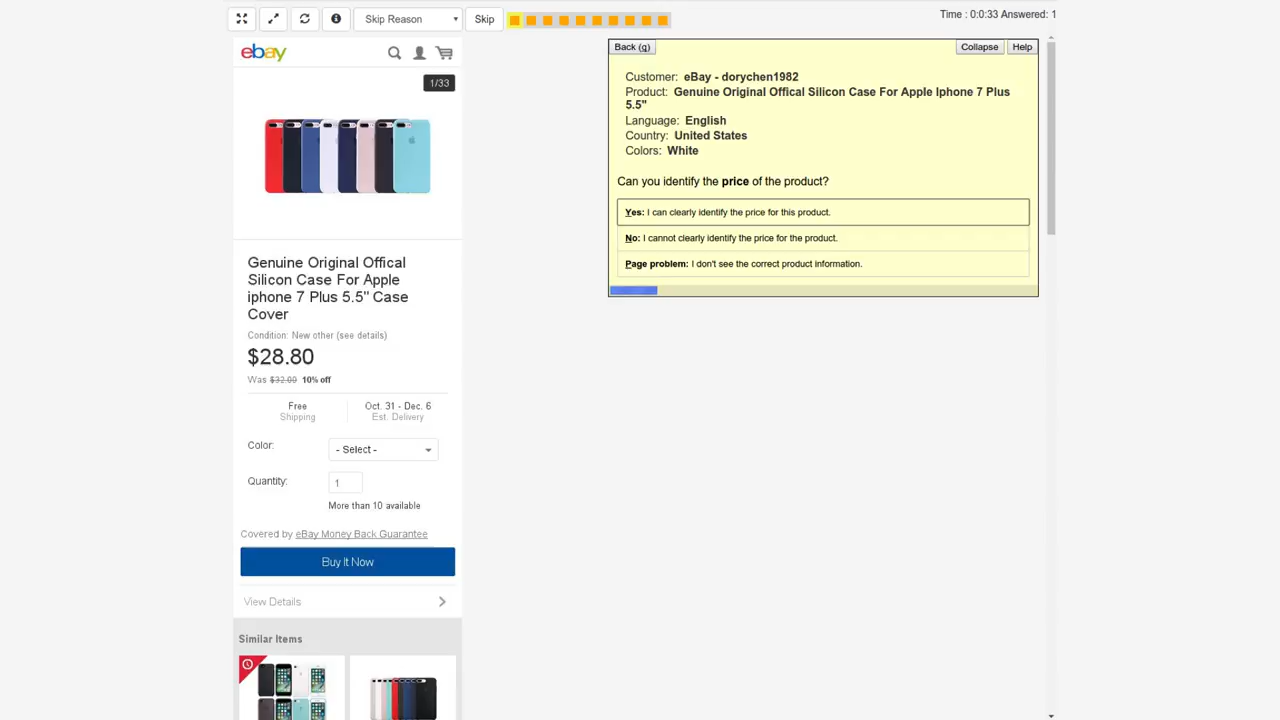 Skip Reason
Skip
Time : 0:0:33 Answered: 1
ebay
1/33
Genuine Original Offical
Silicon Case For Apple
iphone 7 Plus 5.5" Case
Cover
Condition: New other (see details)
$28.80
Was $32.00 10% off
Free
Shipping
Oct. 31 - Dec. 6
Est. Delivery
Color:
- Select -
Quantity:
1
More than 10 available
Covered by eBay Money Back Guarantee
Buy It Now
View Details
Similar Items
Back (q)
Collapse
Help
Customer: eBay - dorychen1982
Product: Genuine Original Offical Silicon Case For Apple Iphone 7 Plus
5.5"
Language: English
Country: United States
Colors: White
Can you identify the price of the product?
Yes: I can clearly identify the price for this product.
No: I cannot clearly identify the price for the product.
Page problem: I don't see the correct product information.